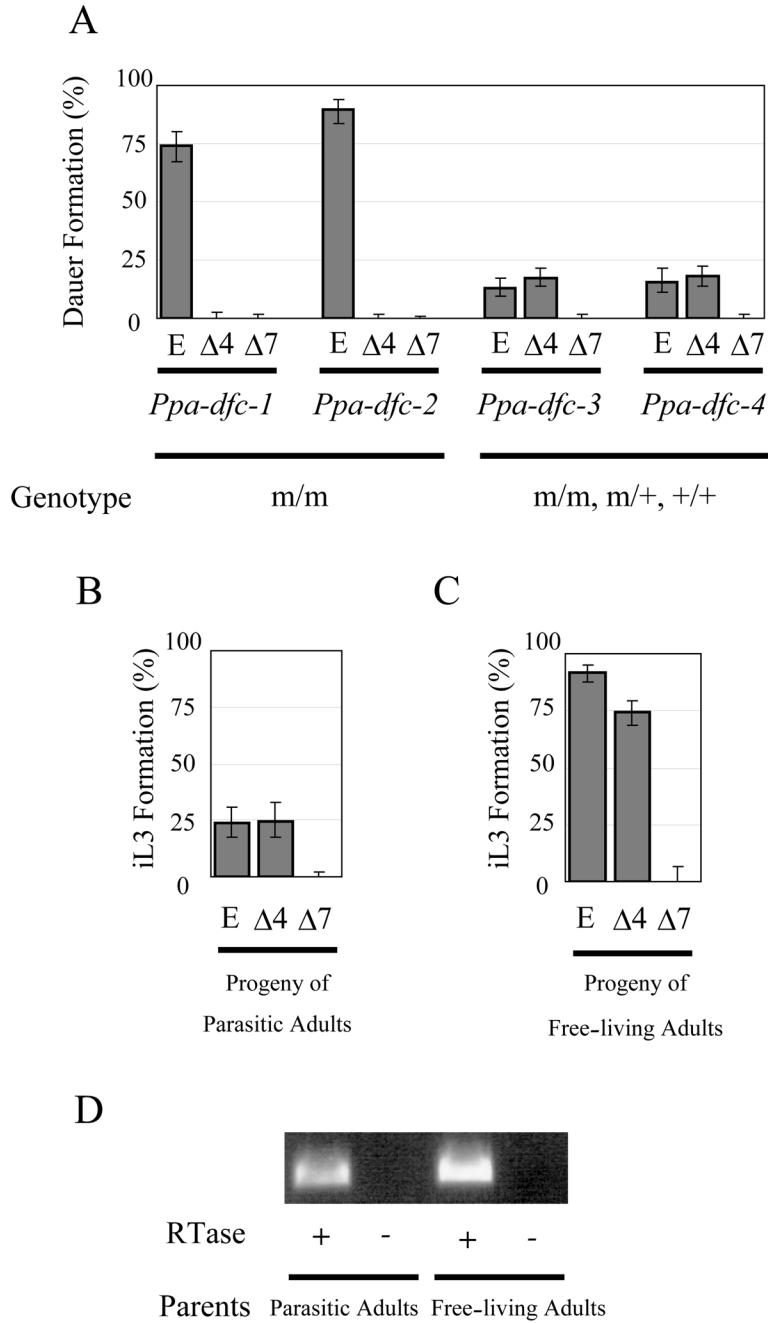 A
Dauer Formation (%)
100
75
50
25
0
E Δ4 Δ7 E Δ4 Δ7 E Δ4 Δ7 E Δ4 Δ7
Ppa-dfc-1 Ppa-dfc-2 Ppa-dfc-3 Ppa-dfc-4
Genotype m/m m/m, m/+, +/+
B
iL3 Formation (%)
100
75
50
25
0
E Δ4 Δ7
Progeny of
Parasitic Adults
C
iL3 Formation (%)
100
75
50
25
0
E Δ4 Δ7
Progeny of
Free-living Adults
D
RTase + - + -
Parents Parasitic Adults Free-living Adults